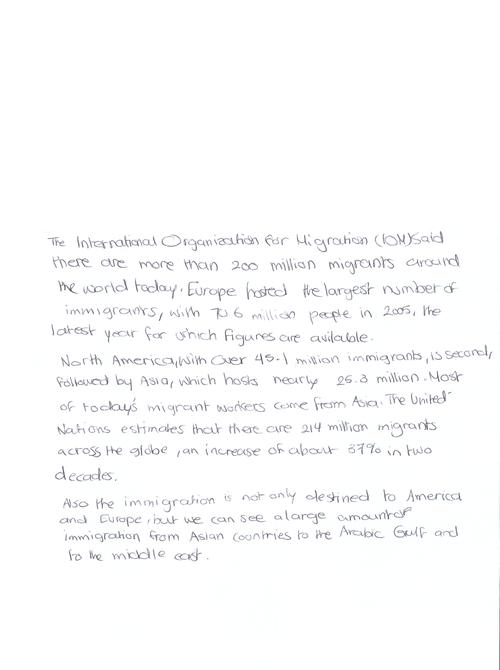 The International Organization for Migration (IOM)said
there are more than 200 million migrants around
the world today. Europe hosted the largest number of
immigrants, with 70 6 million people in 2005, the
latest year for which figures are avilable.
North America, with over 45.1 million immigrants, is second,
followed by Asia, which hosts nearly 25.3 million. Most
of today's migrant workers come from Asia. The United
Nations estimates that there are 214 million migrants
across the globe, an increase of about 37% in two
decades.
Also the immigration is not only destined to America
and Europe, but we can see a large amount of
immigration from Asian countries to the Arabic Gulf and
to the middle east.